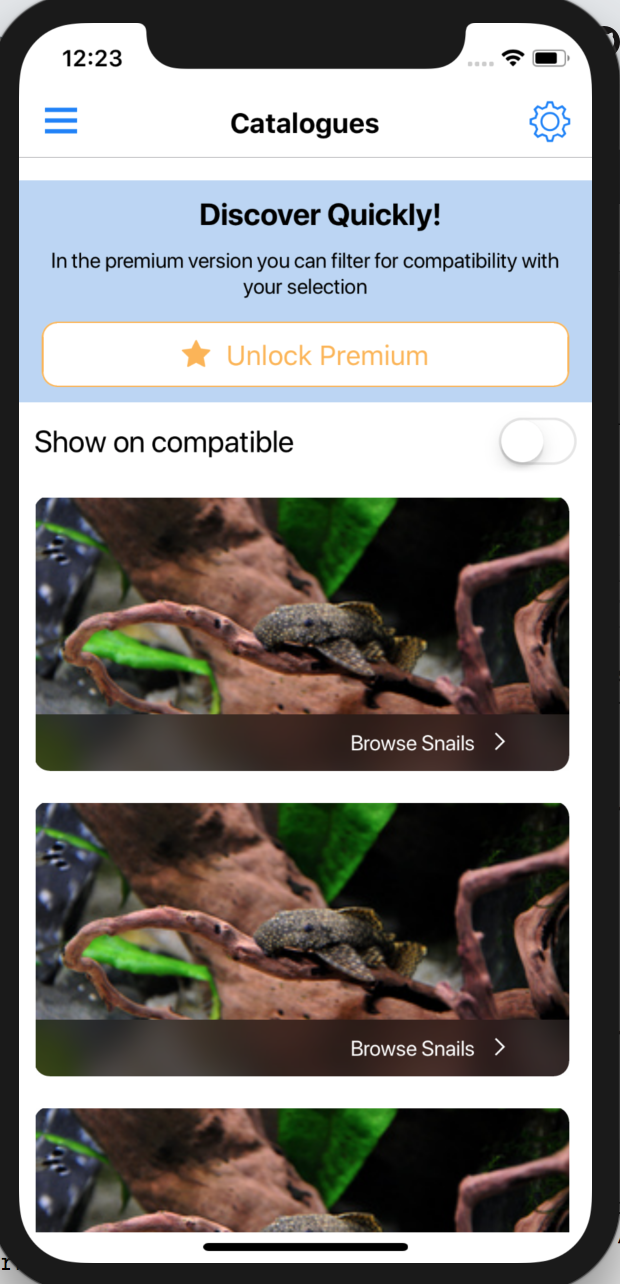 12:23
Catalogues
Discover Quickly!
In the premium version you can filter for compatibility with
your selection
Unlock Premium
Show on compatible
Browse Snails
Browse Snails